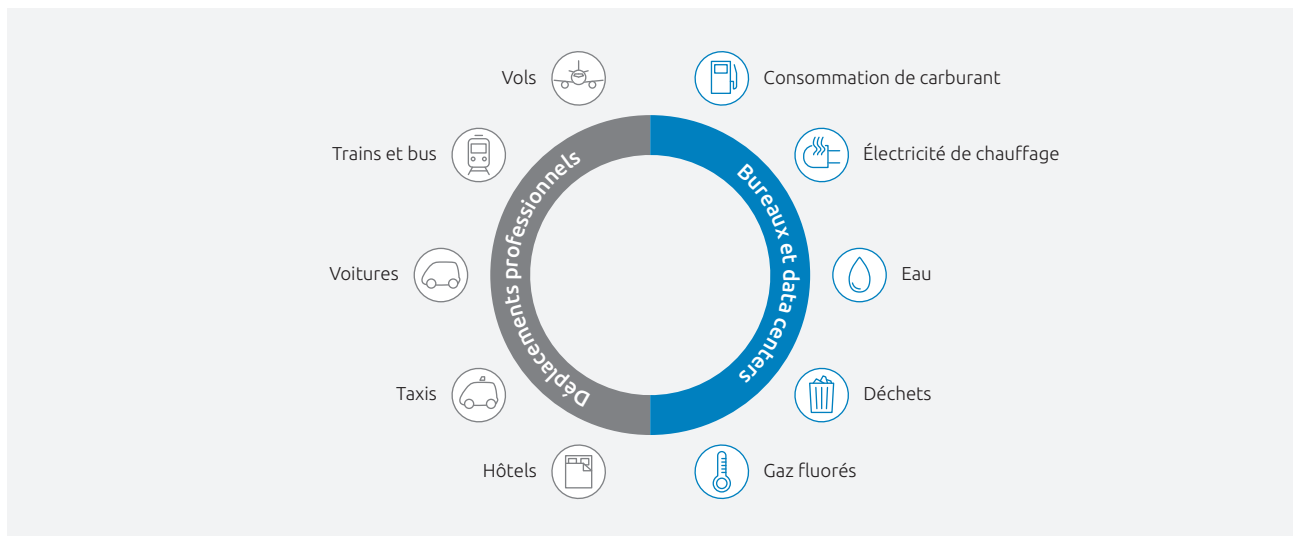 Vols
Consommation de carburant
Trains et bus
Électricité de chauffage
Voitures
Eau
Taxis
Déchets
Hôtels
Gaz fluorés
Déplacements professionnels
Bureaux et data centers